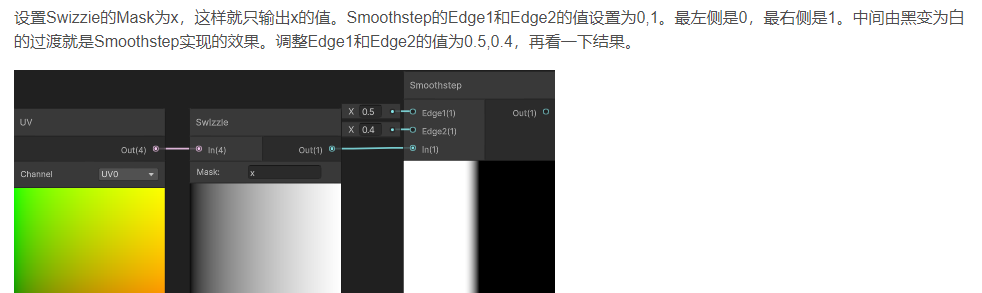 设置Swizzie的Mask为x，这样就只输出x的值。Smoothstep的Edge1和Edge2的值设置为0,1。最左侧是0，最右侧是1。中间由黑变为白
的过渡就是Smoothstep实现的效果。调整Edge1和Edge2的值为0.5,0.4，再看一下结果。
Smoothstep
X 0.5 Edge1(1) Out(1)
UV Swizzle
X 0.4 Edge2(1)
Out(4) In(4) Out(1) In(1)
Channel UV0 Mask: x